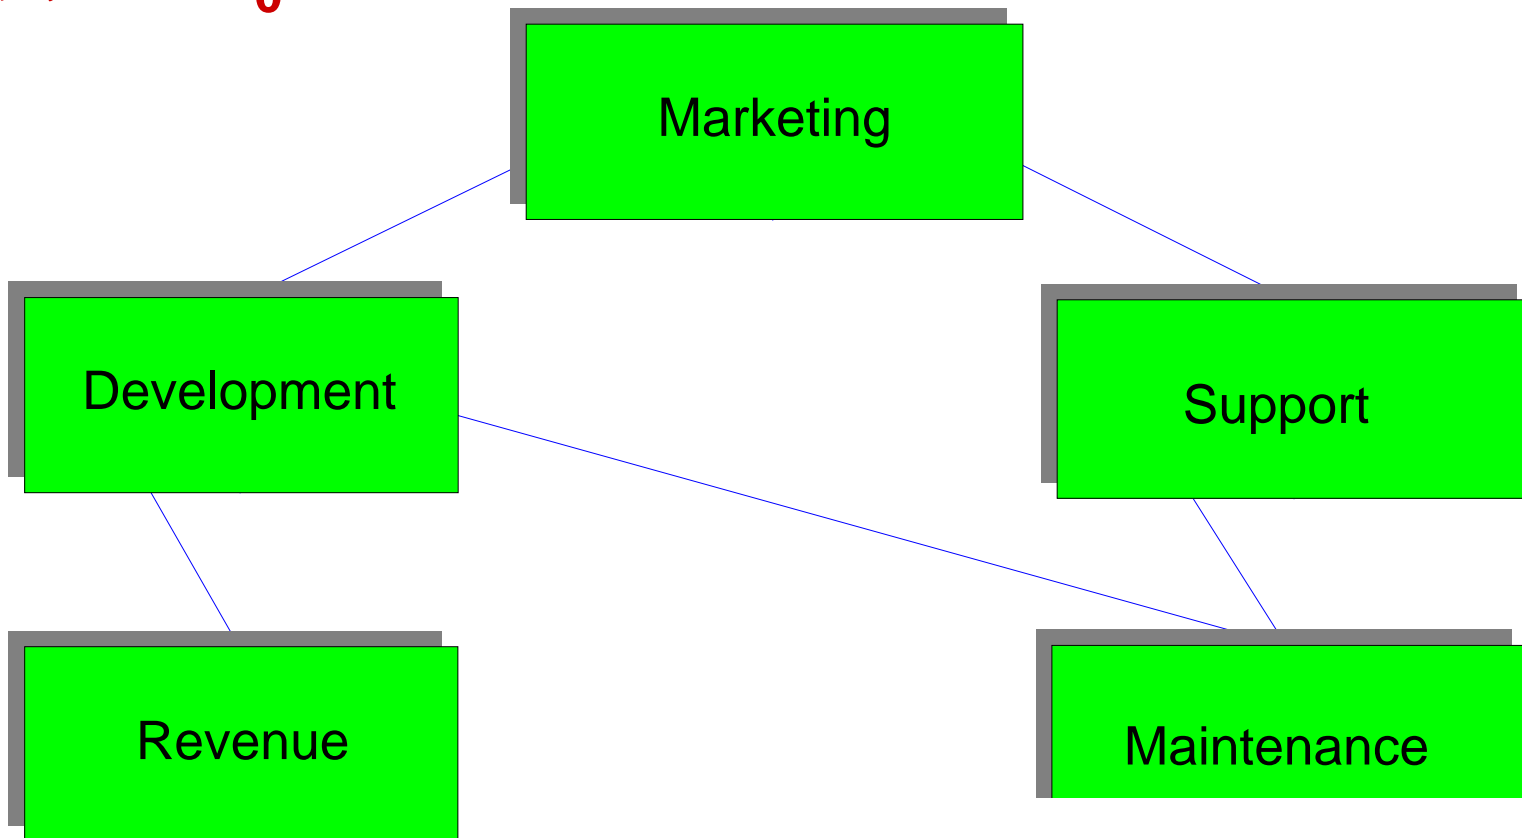 Marketing
Development
Support
Revenue
Maintenance